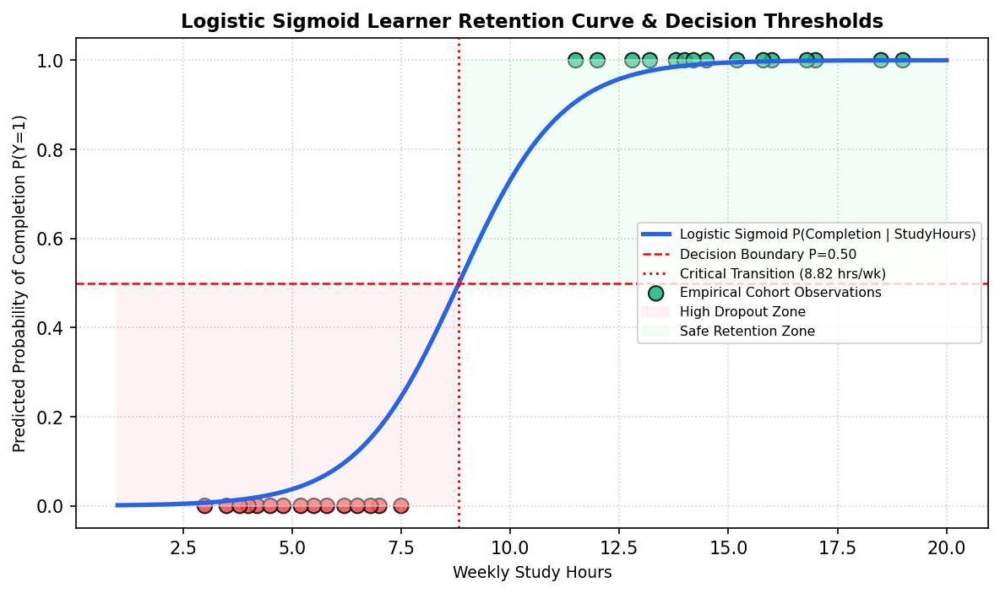 Logistic Sigmoid Learner Retention Curve & Decision Thresholds
Predicted Probability of Completion P(Y=1)
1.0
0.8
0.6
0.4
0.2
0.0
Logistic Sigmoid P(Completion | StudyHours)
Decision Boundary P=0.50
Critical Transition (8.82 hrs/wk)
Empirical Cohort Observations
High Dropout Zone
Safe Retention Zone
2.5 5.0 7.5 10.0 12.5 15.0 17.5 20.0
Weekly Study Hours